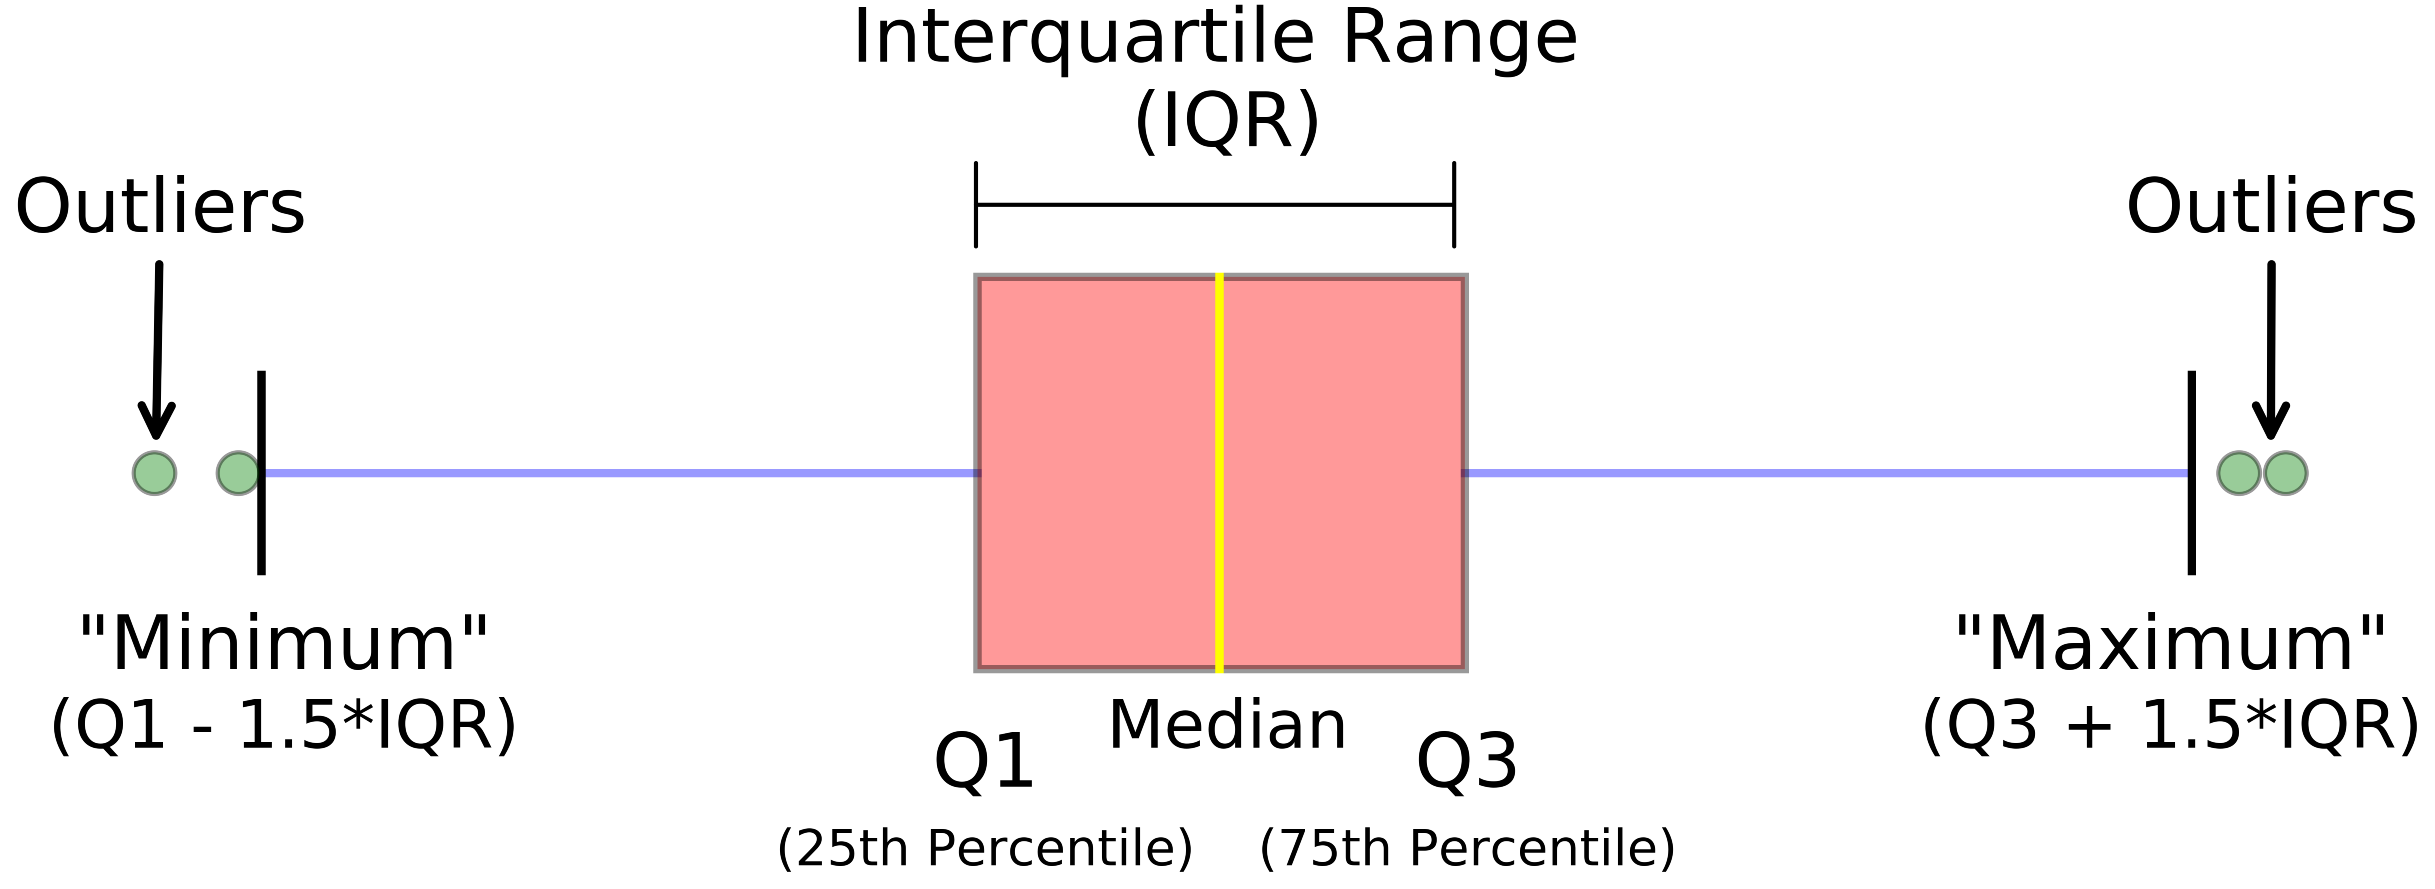 Interquartile Range
(IQR)
Outliers
Outliers
"Minimum"
(Q1 - 1.5*IQR)
"Maximum"
(Q3 + 1.5*IQR)
Median
Q1
Q3
(25th Percentile)
(75th Percentile)